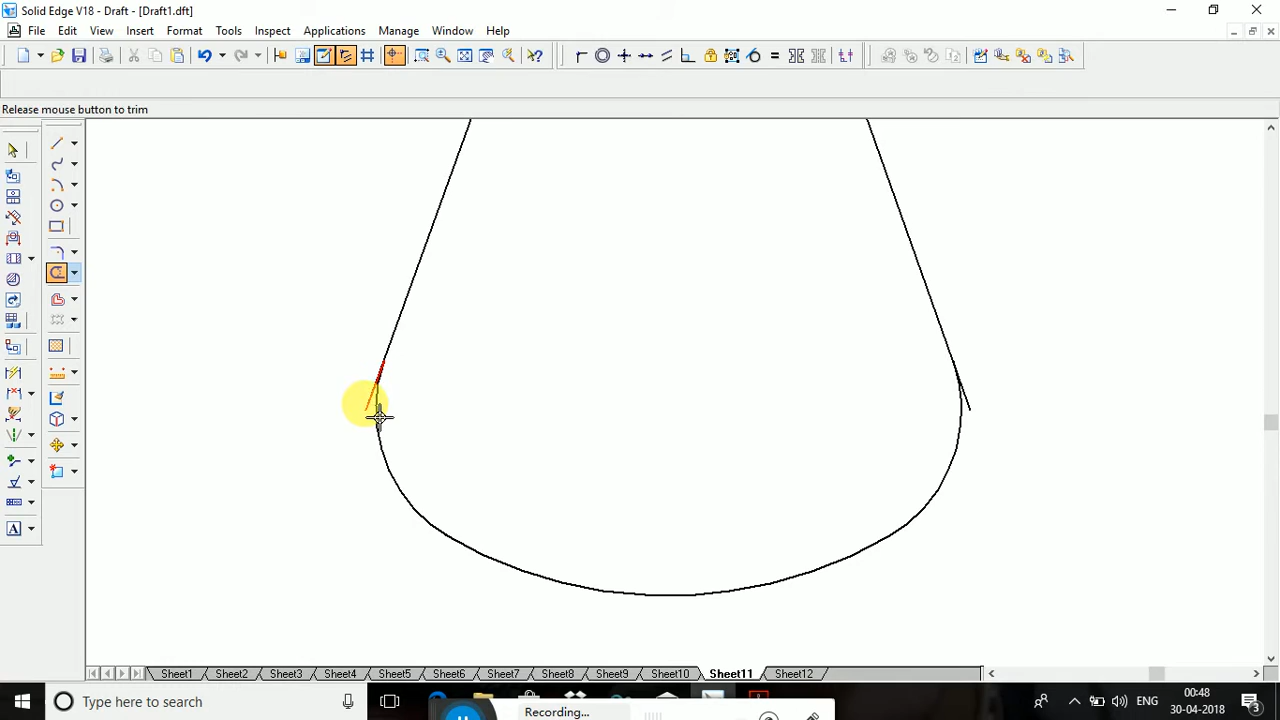 Solid Edge V18 - Draft - [Draft1.dft]
File Edit View Insert Format Tools Inspect Applications Manage Window Help
Release mouse button to trim
A
Sheet1 Sheet2 Sheet3 Sheet4 Sheet5 Sheet6 Sheet7 Sheet8 Sheet9 Sheet10 Sheet11 Sheet12
Type here to search
ENG
00:48
30-04-2018
3
Recording...